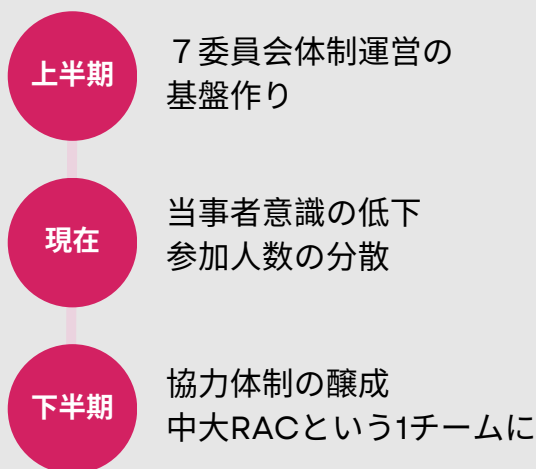 上半期
７委員会体制運営の
基盤作り
現在
当事者意識の低下
参加人数の分散
下半期
協力体制の醸成
中大RACという1チームに